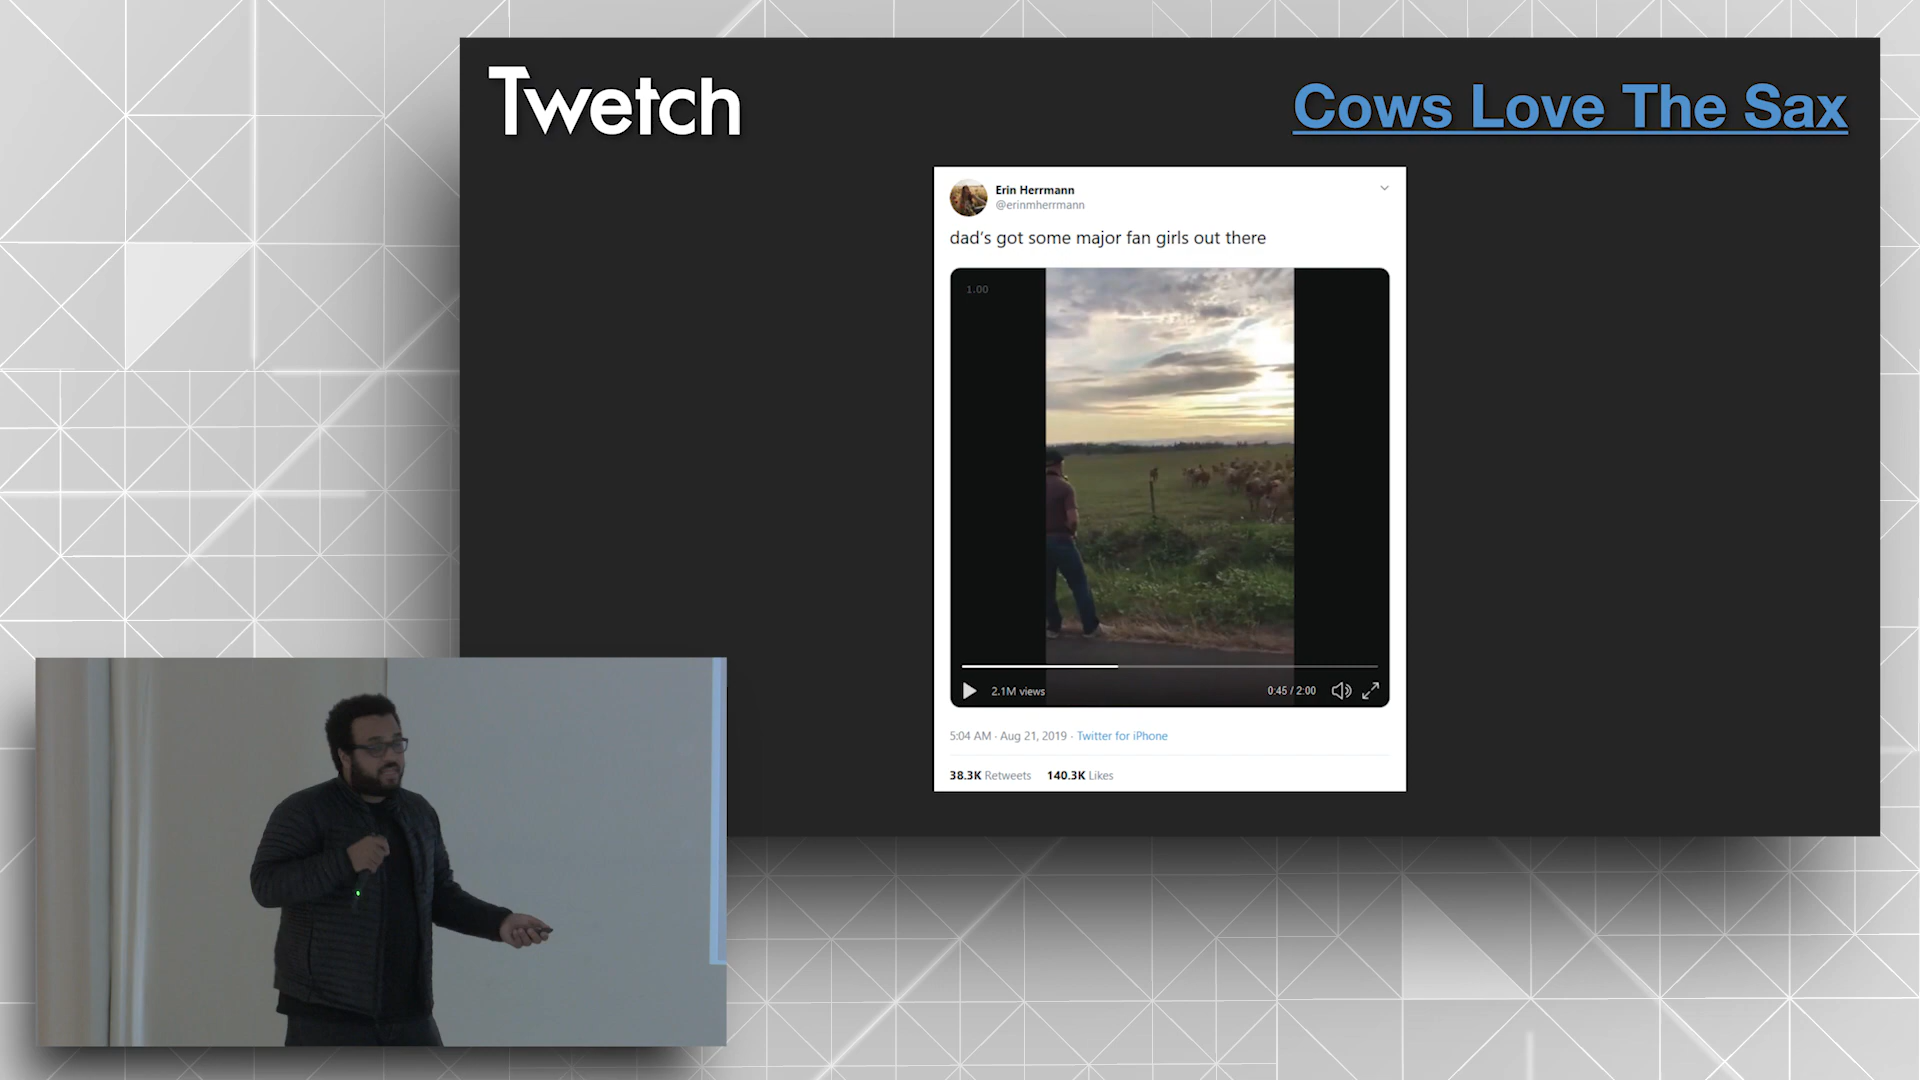 Twetch
Cows Love The Sax
Erin Herrmann
@erinmherrmann
dad's got some major fan girls out there
1.00
2.1M views
0:45 / 2:00
5:04 AM · Aug 21, 2019 · Twitter for iPhone
38.3K Retweets 140.3K Likes